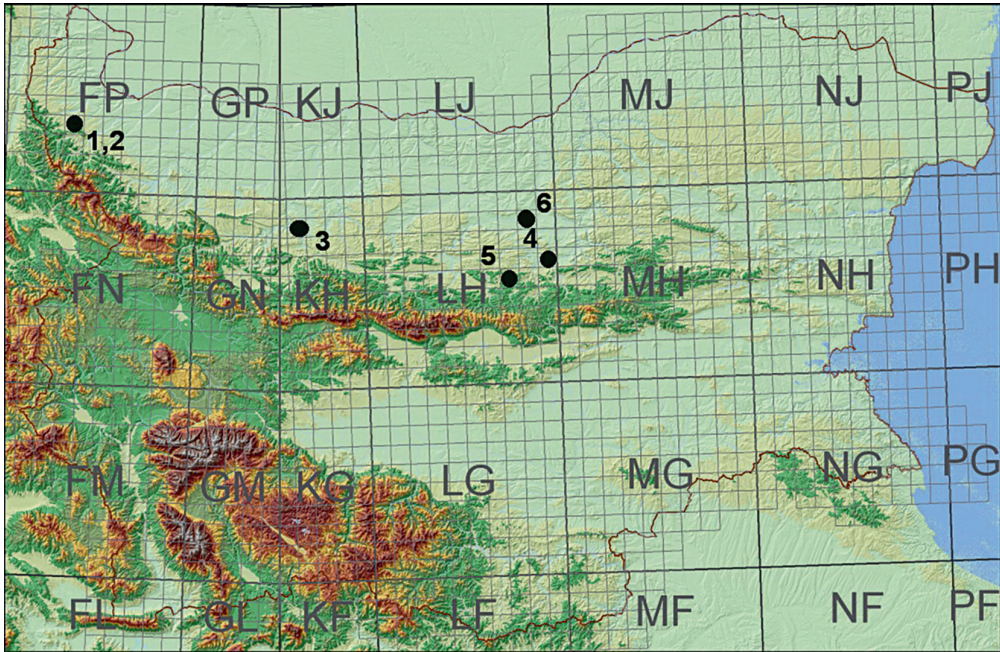 FP GP KJ LJ MJ NJ PJ
1,2
6
3 4
5
FN GN KH LH MH NH PH
FM GM KG LG MG NG PG
FL GL KF LF MF NF PF